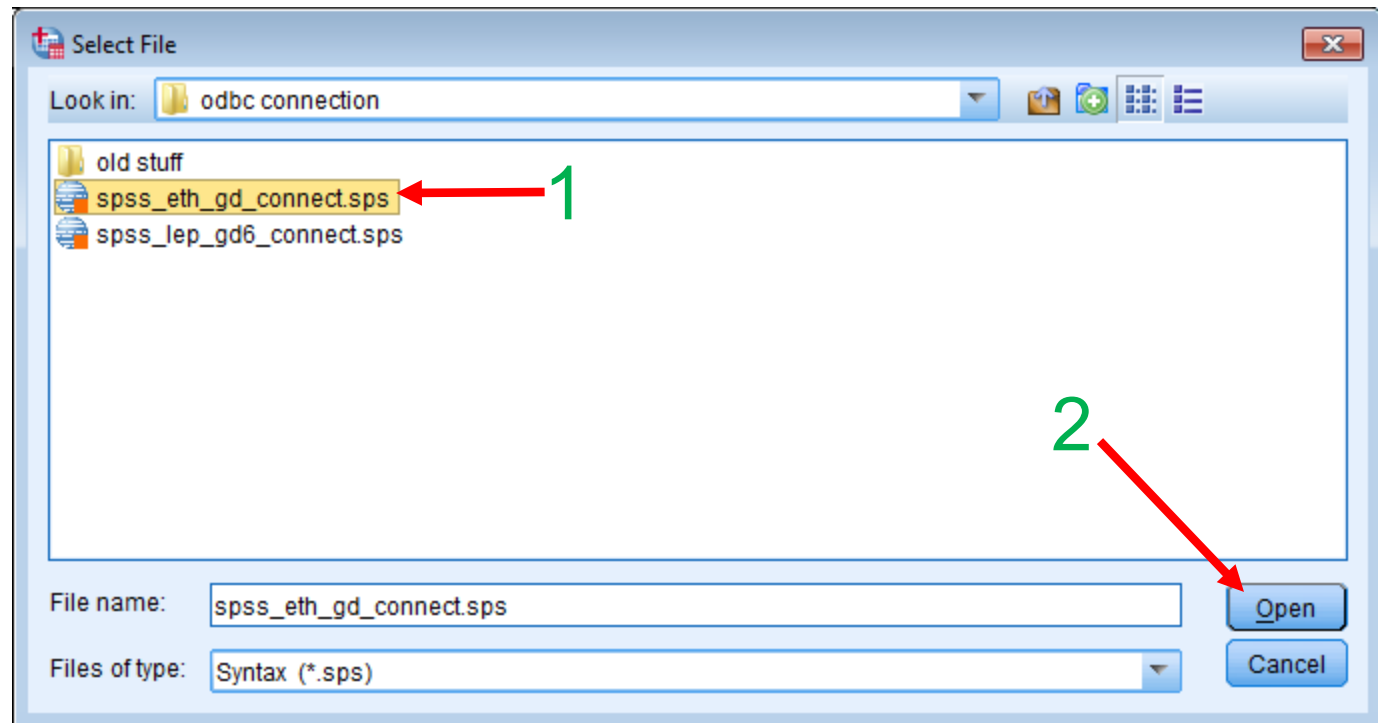 Select File
Look in: odbc connection
old stuff
spss_eth_gd_connect.sps
1
spss_lep_gd6_connect.sps
2
File name: spss_eth_gd_connect.sps
Open
Files of type: Syntax (*.sps)
Cancel